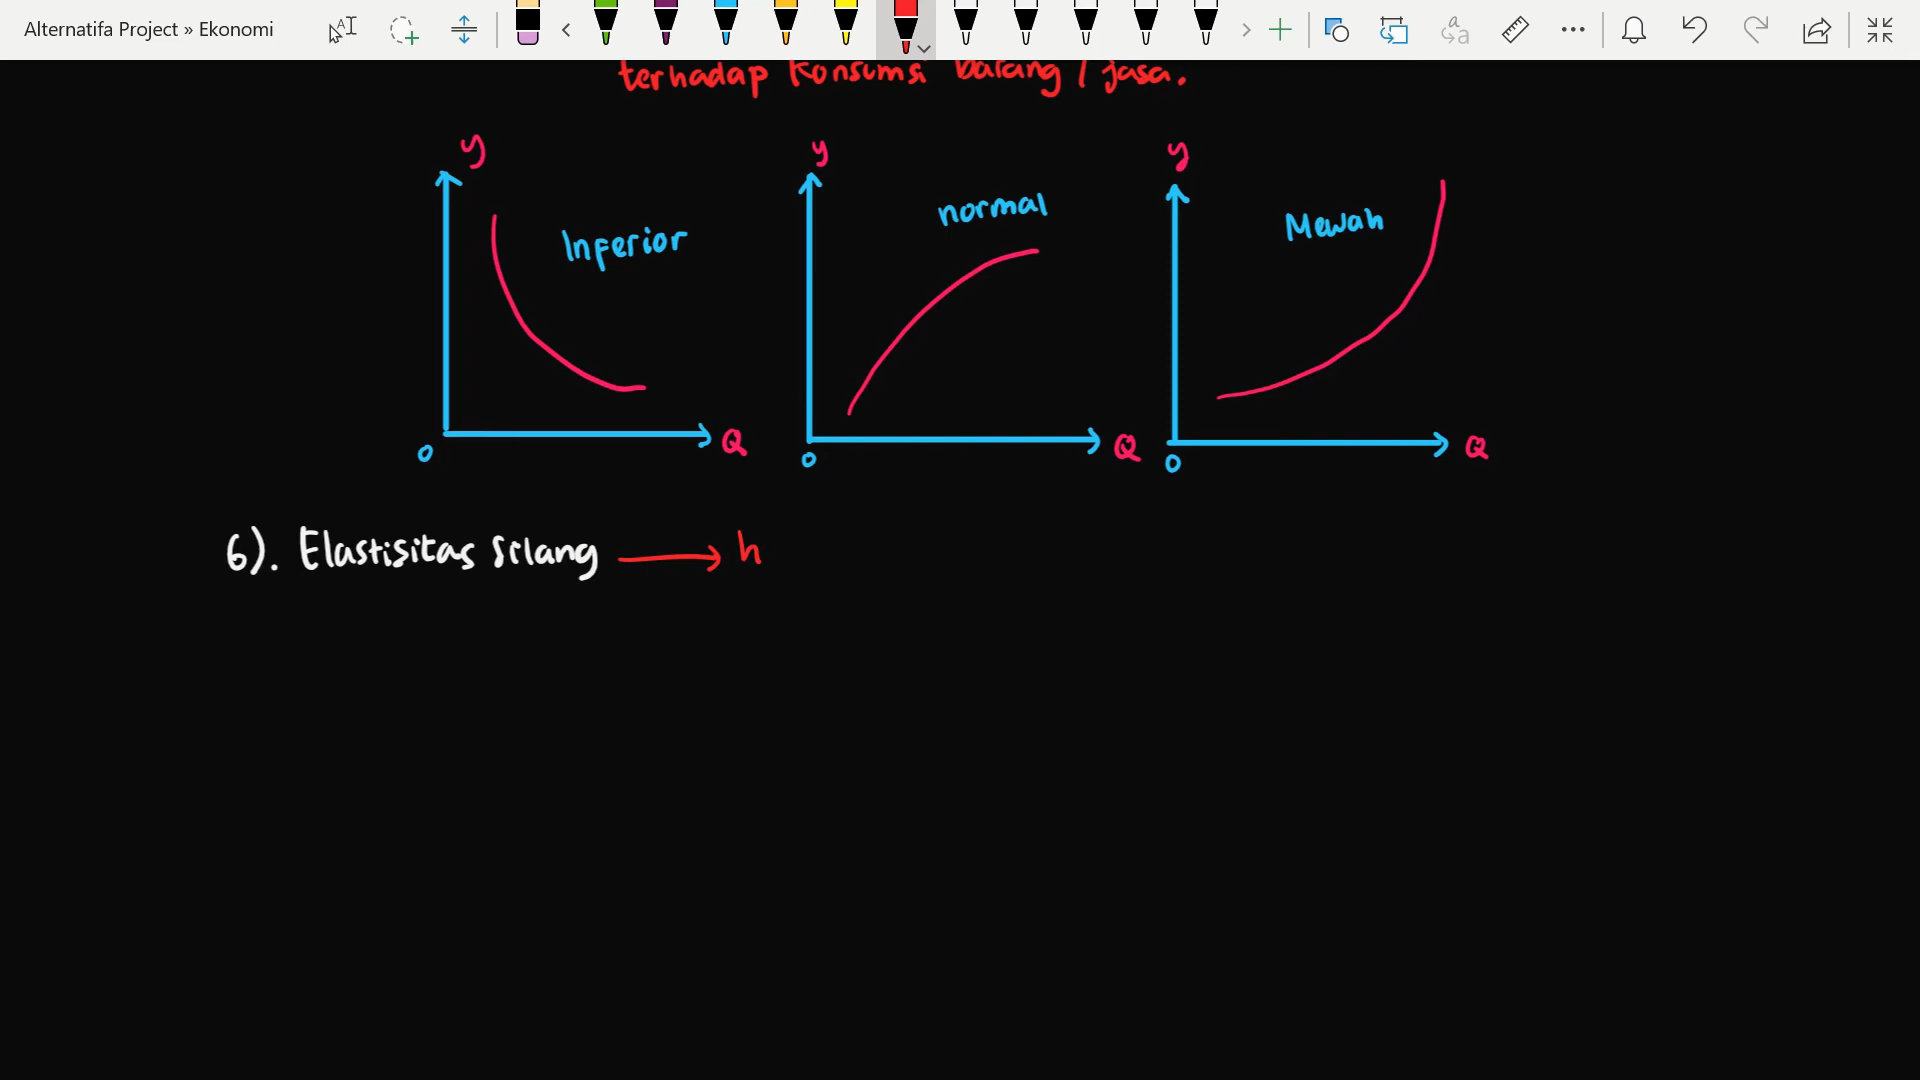 Alternatifa Project » Ekonomi
terhadap Konsumsi barang / jasa.
y
y
y
Inferior
normal
Mewah
0
Q
0
Q
0
Q
6). Elastisitas Silang → h